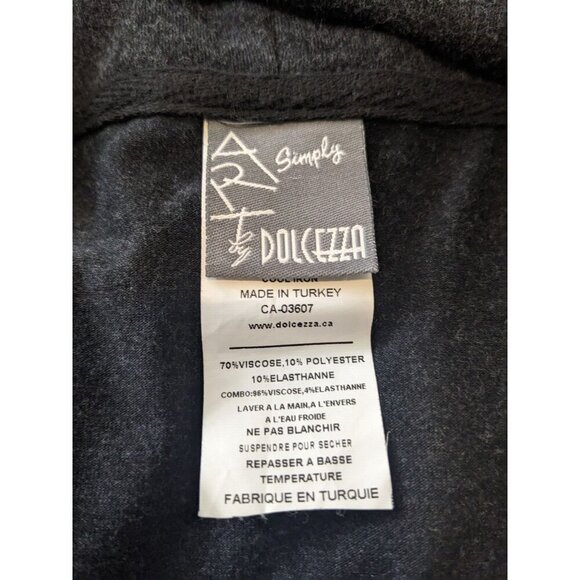 Simply
ART
by DOLCEZZA
COOL IRON
MADE IN TURKEY
CA-03607
www.dolcezza.ca
70%VISCOSE,10% POLYESTER
10%ELASTHANNE
COMBO:96%VISCOSE,4%ELASTHANNE
LAVER A LA MAIN,A L'ENVERS
A L'EAU FROIDE
NE PAS BLANCHIR
SUSPENDRE POUR SECHER
REPASSER A BASSE
TEMPERATURE
FABRIQUE EN TURQUIE